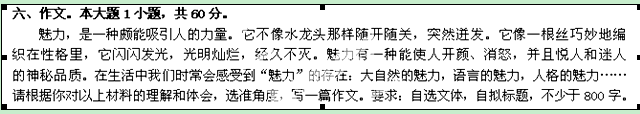 六、作文。本大题1小题，共60分。
魅力，是一种颇能吸引人的力量。它不像水龙头那样随开随关，突然迸发。它像一根丝巧妙地编
织在性格里，它闪闪发光，光明灿烂，经久不灭。魅力有一种能使人开颜、消怒，并且悦人和迷人
的神秘品质。在生活中我们时常会感受到“魅力”的存在：大自然的魅力，语言的魅力，人格的魅力……
请根据你对以上材料的理解和体会，选准角度，写一篇作文。要求：自选文体，自拟标题，不少于800字。